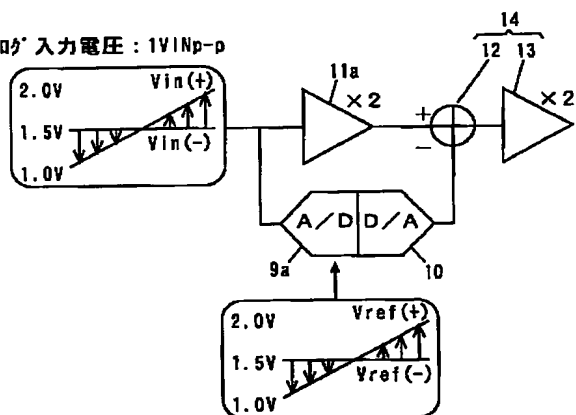 14
ログ入力電圧：1VINp-p
12 13
11a
×2
×2
2.0V
Vin(+)
1.5V
Vin(-)
1.0V
+
−
A／D D／A
9a
10
2.0V
Vref(+)
1.5V
Vref(-)
1.0V